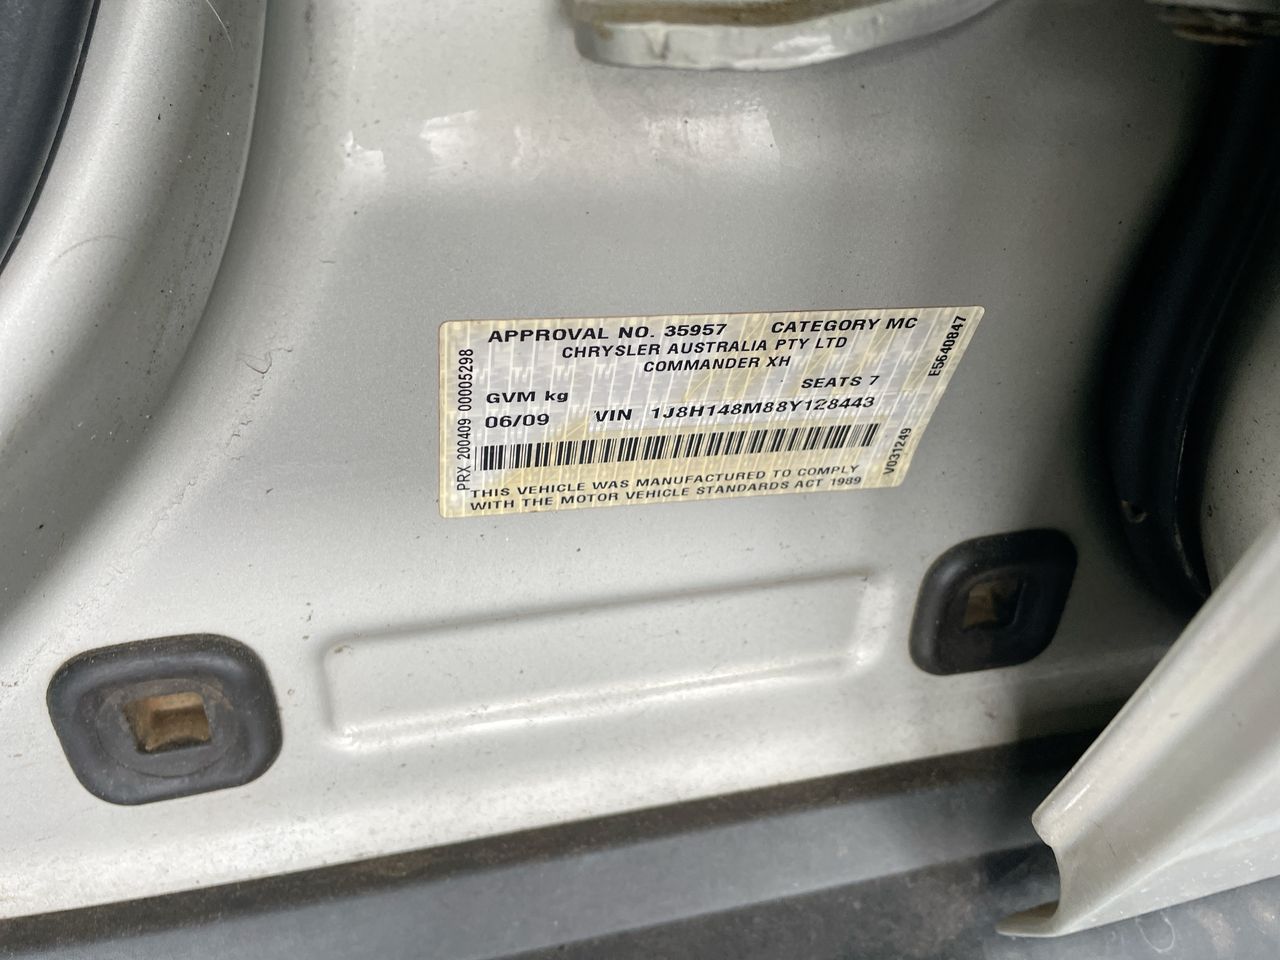 APPROVAL NO. 35957 CATEGORY MC
CHRYSLER AUSTRALIA PTY LTD
COMMANDER XH
SEATS 7
GVM kg
06/09 VIN 1J8H148M88Y128443
THIS VEHICLE WAS MANUFACTURED TO COMPLY
WITH THE MOTOR VEHICLE STANDARDS ACT 1989
PRX 200409 00005298
E5640847
V031249